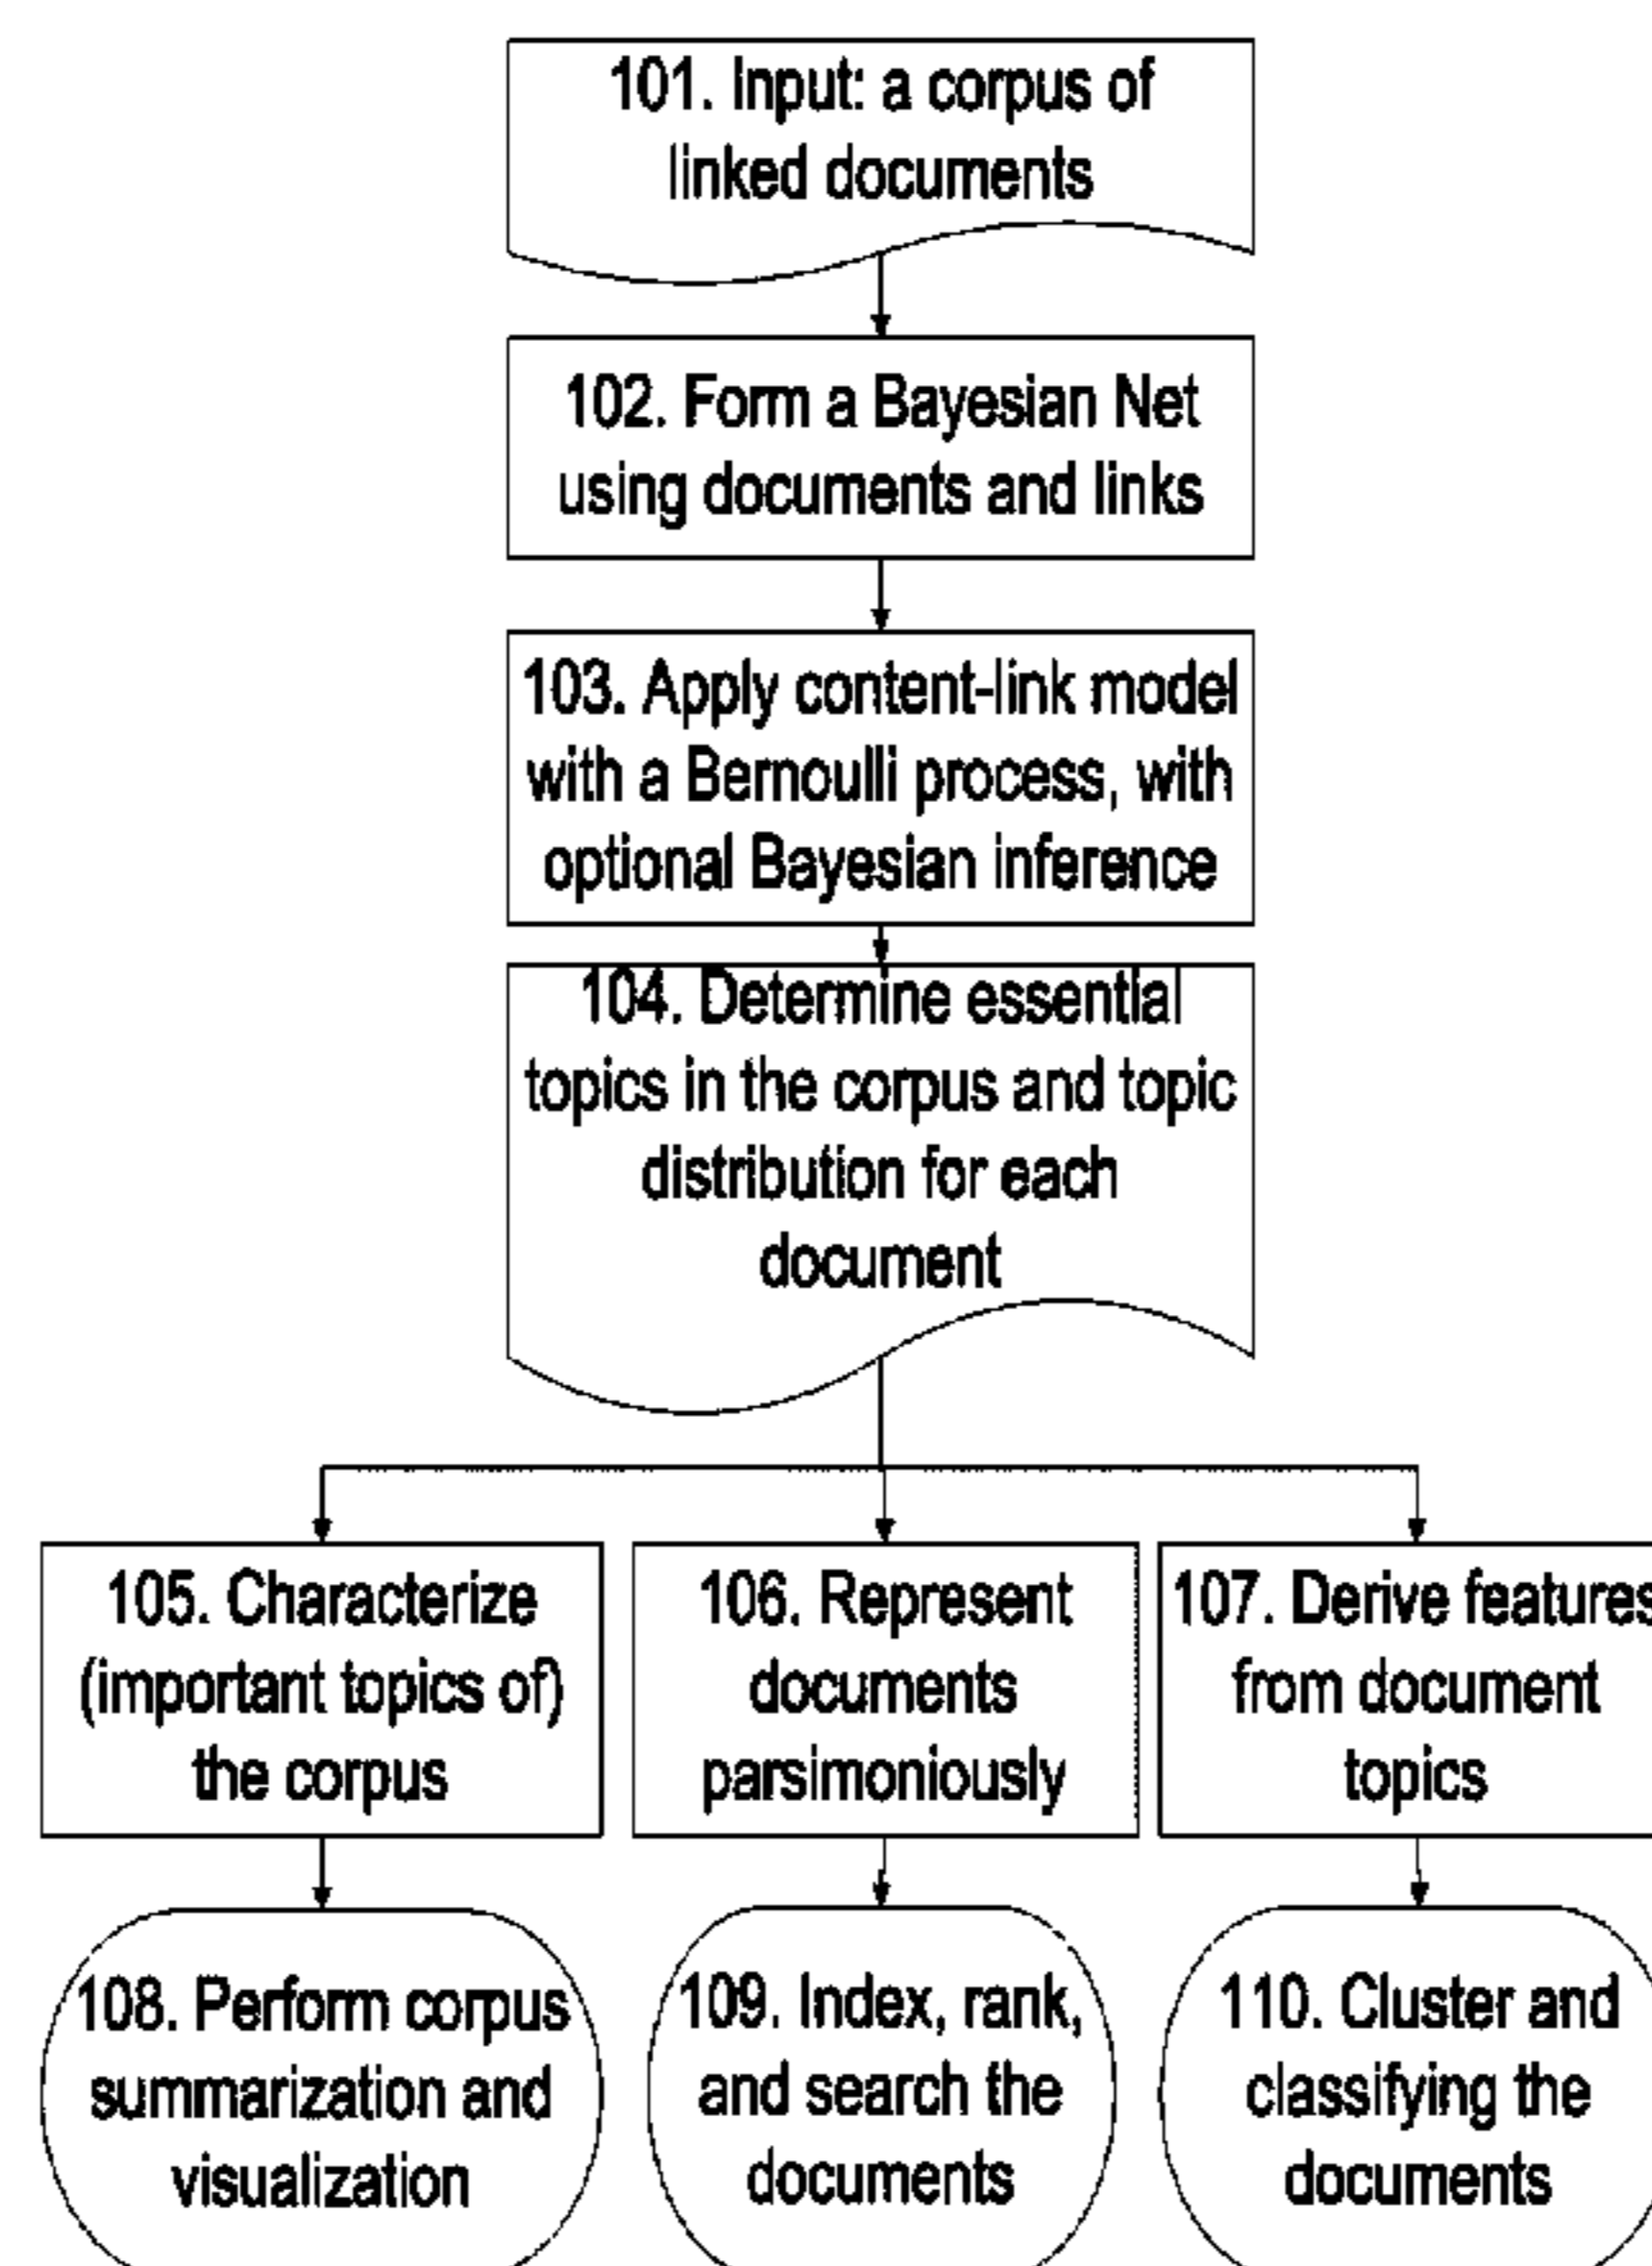 101. Input: a corpus of
linked documents
102. Form a Bayesian Net
using documents and links
103. Apply content-link model
with a Bernoulli process, with
optional Bayesian inference
104. Determine essential
topics in the corpus and topic
distribution for each
document
105. Characterize
(important topics of)
the corpus
106. Represent
documents
parsimoniously
107. Derive features
from document
topics
108. Perform corpus
summarization and
visualization
109. Index, rank,
and search the
documents
110. Cluster and
classifying the
documents